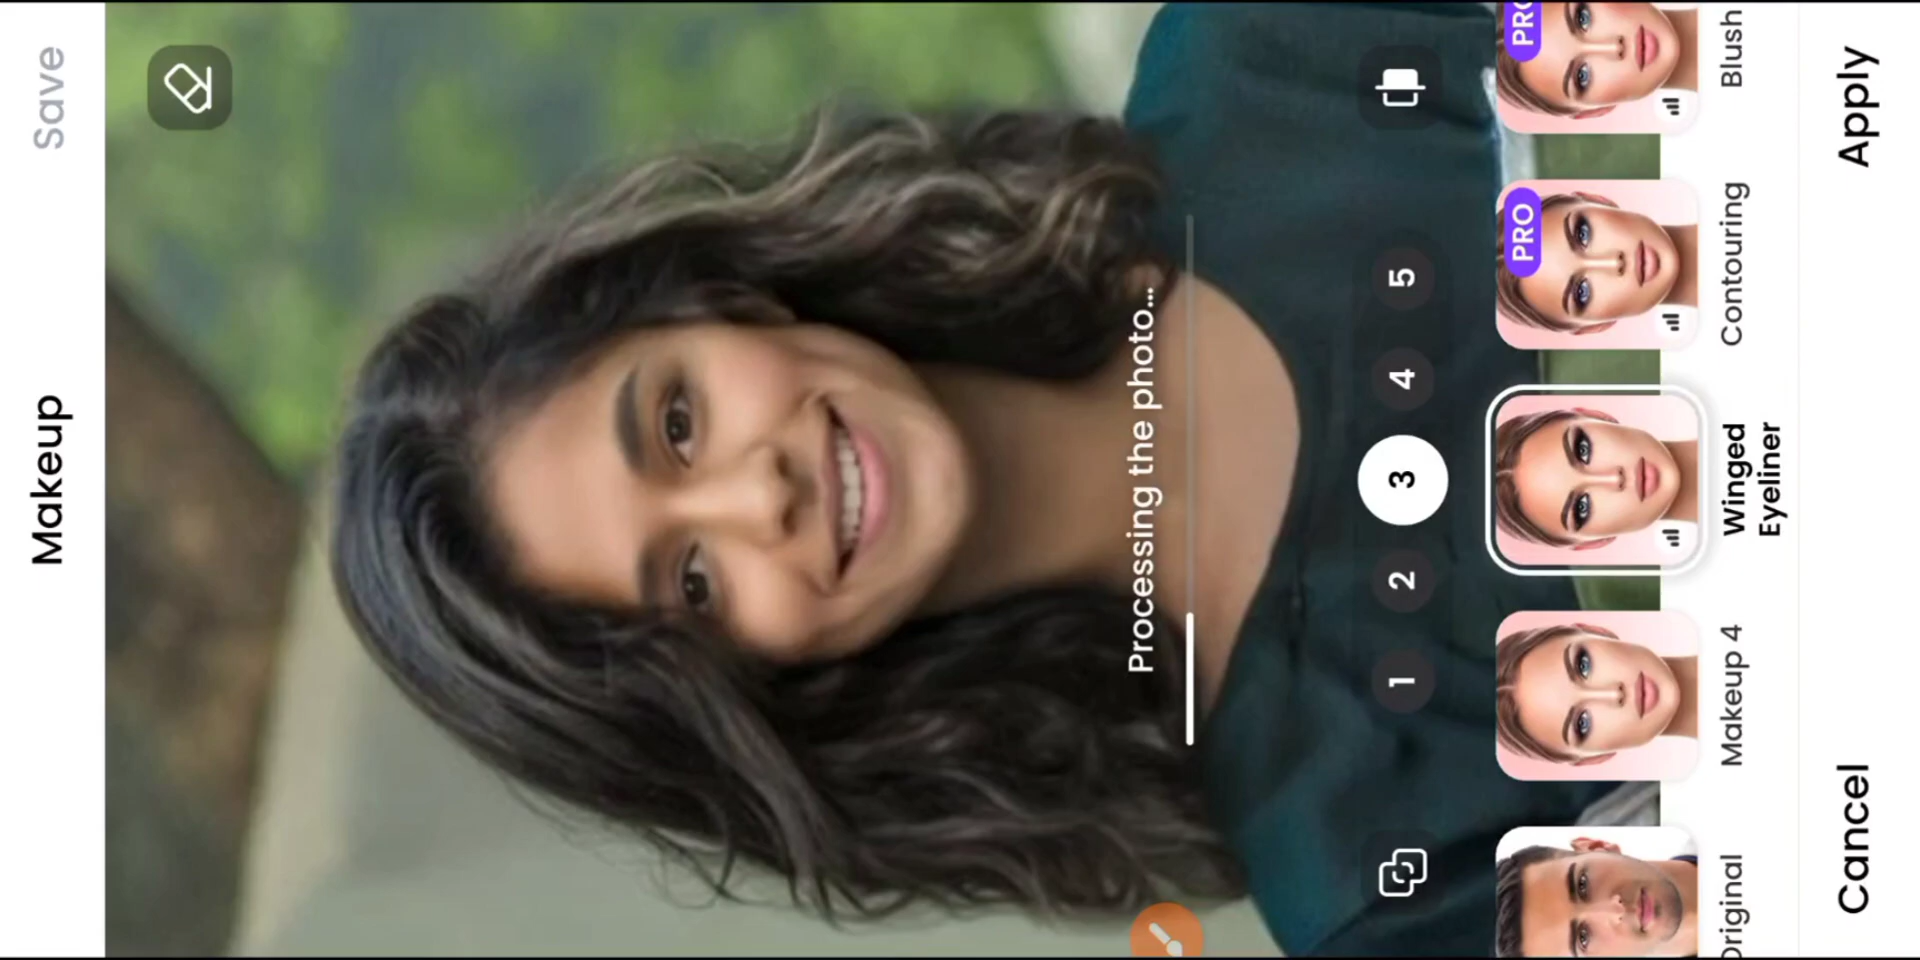 Makeup
Save
Processing the photo...
1
2
3
4
5
Original
Makeup 4
Winged
Eyeliner
PRO
Contouring
PRO
Blush
Cancel
Apply